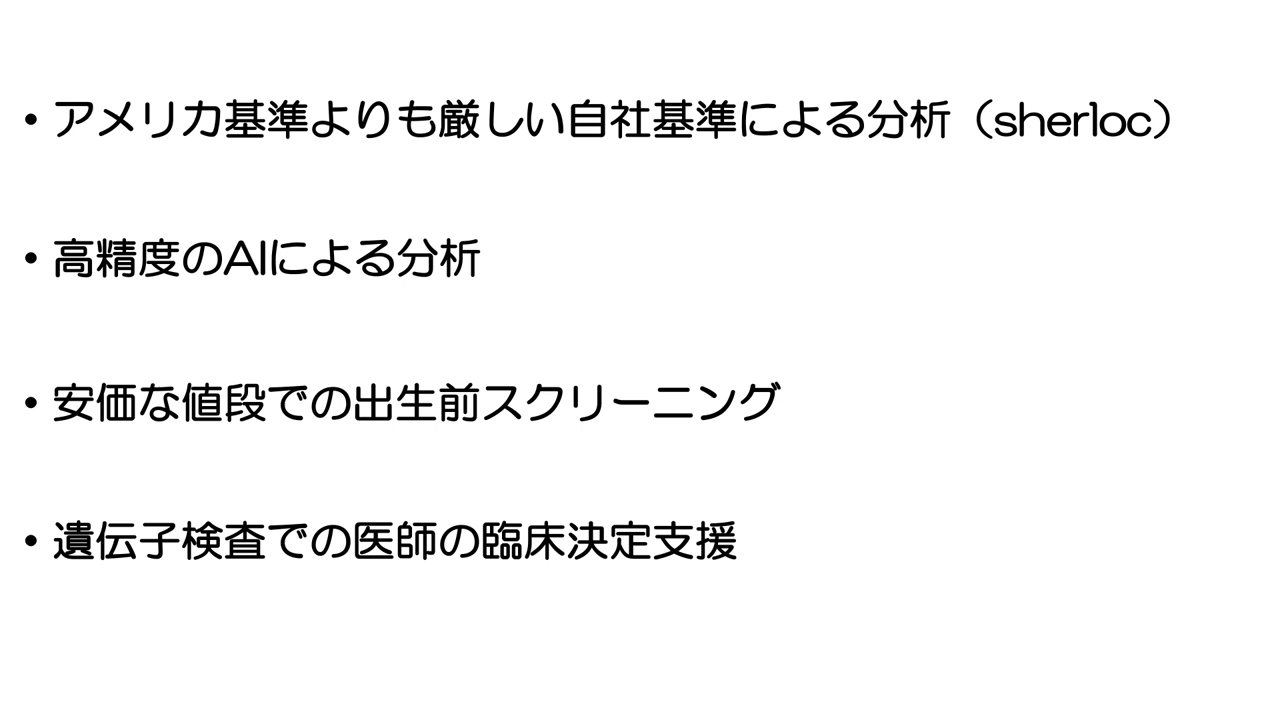 • アメリカ基準よりも厳しい自社基準による分析（sherloc）
• 高精度のAIによる分析
• 安価な値段での出生前スクリーニング
• 遺伝子検査での医師の臨床決定支援